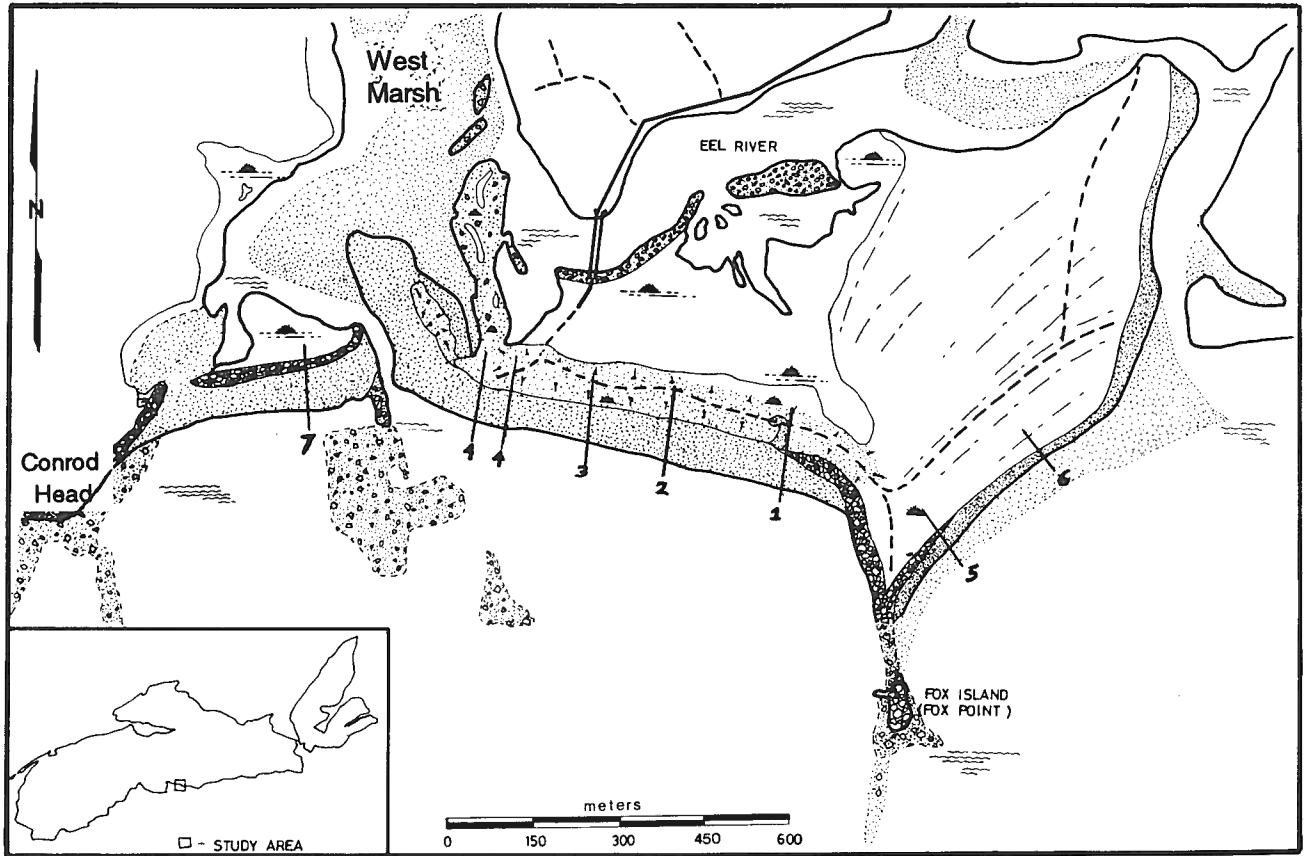 West
Marsh
EEL RIVER
N
Conrod
Head
7
4
4
3
2
1
6
5
FOX ISLAND
(FOX POINT)
meters
0 150 300 450 600
- STUDY AREA